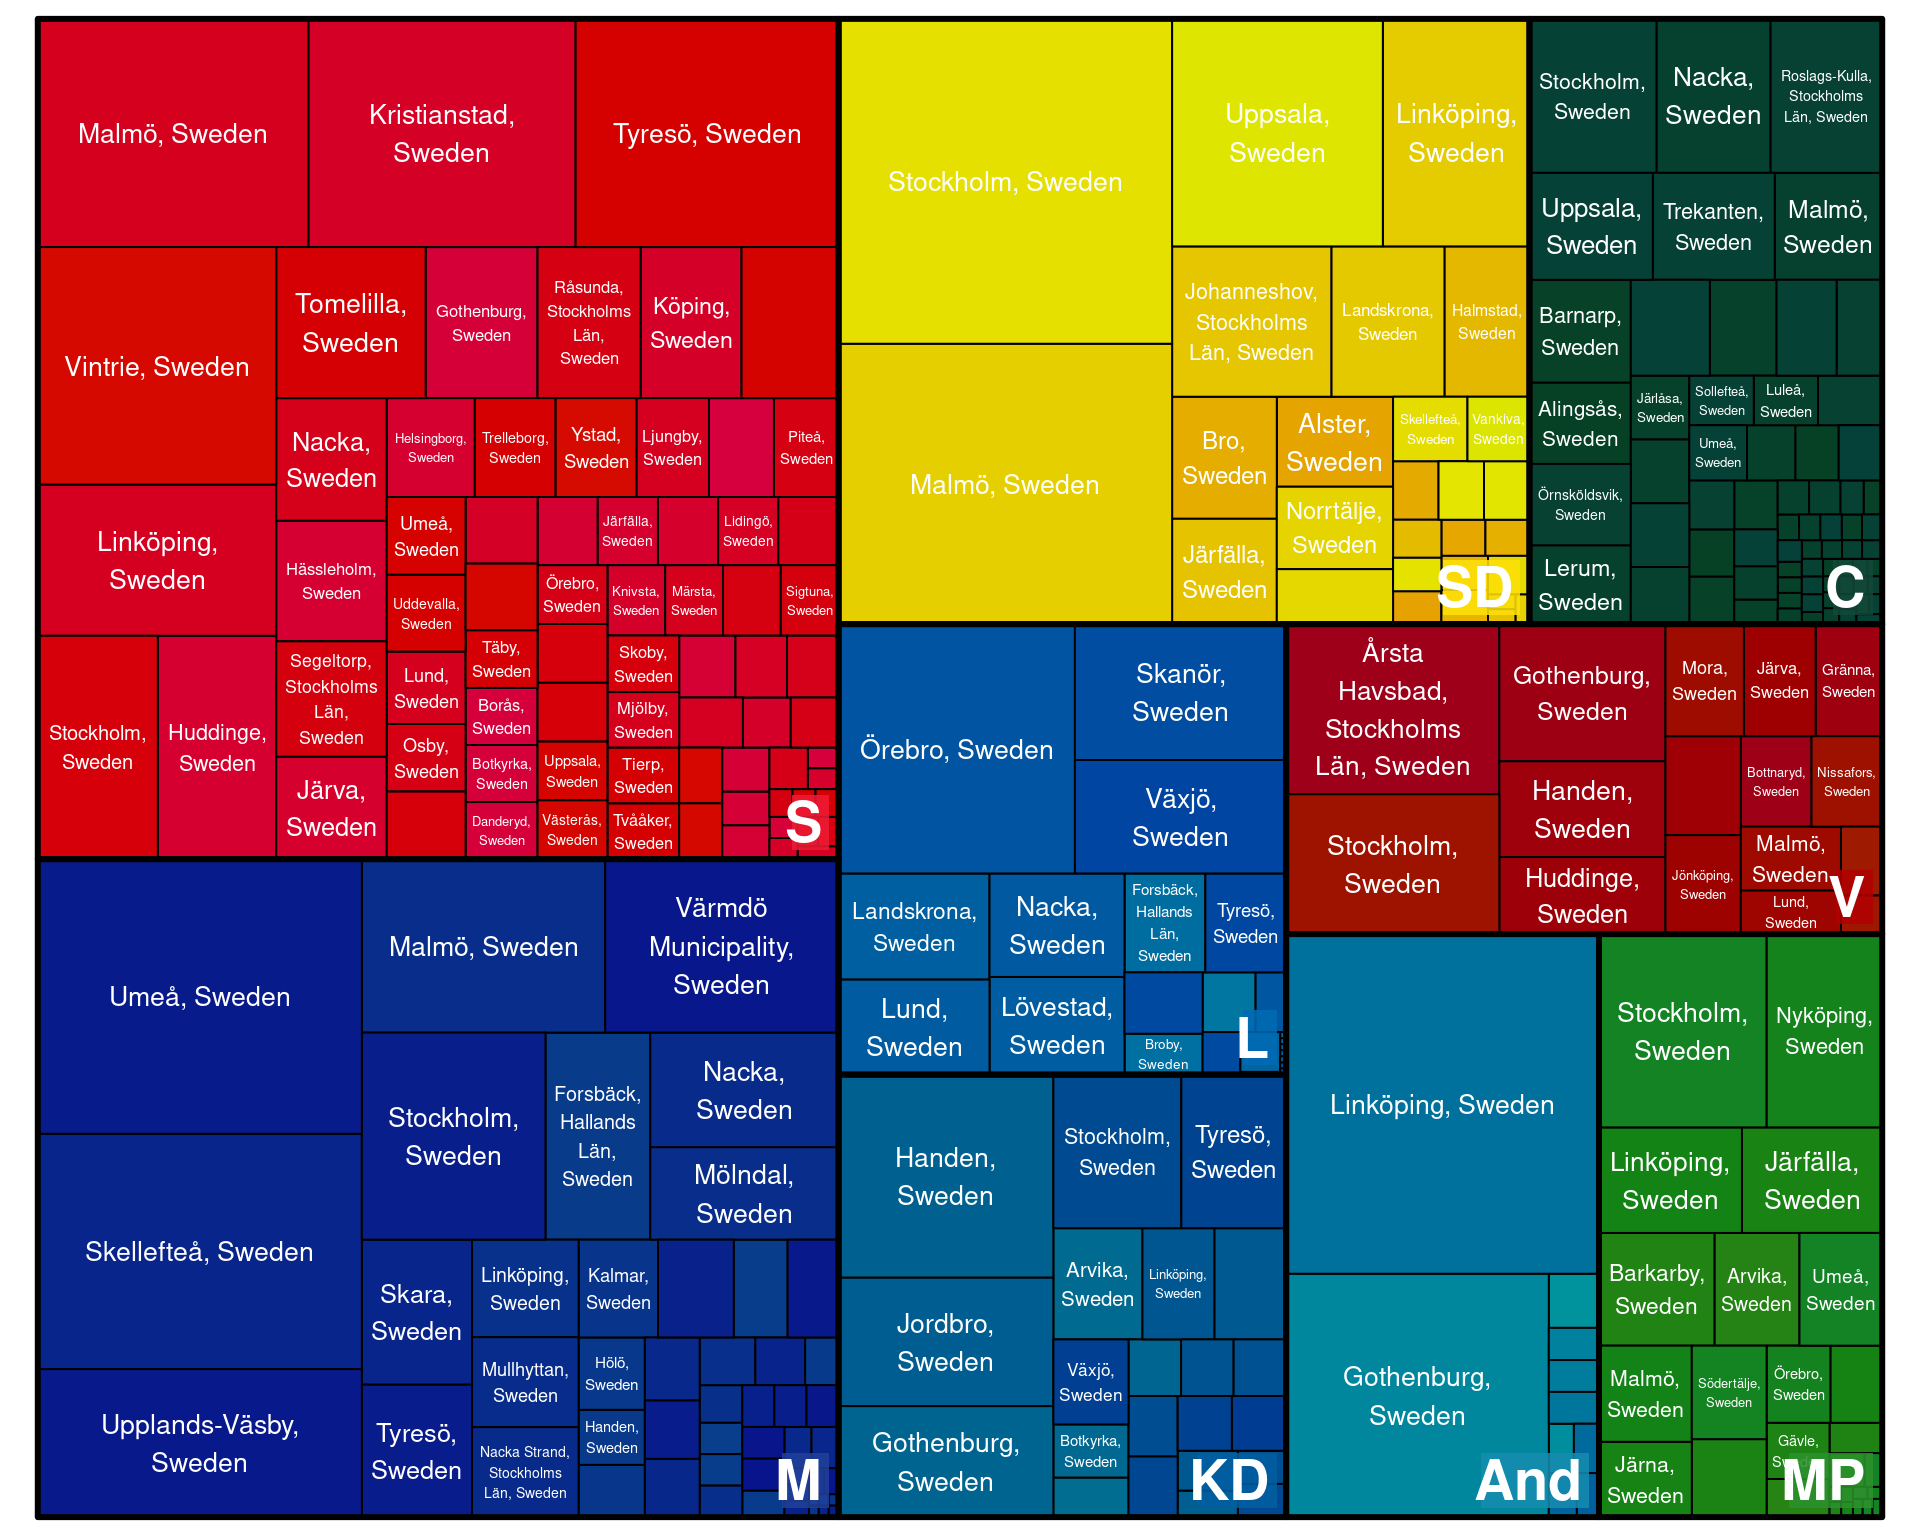 Malmö, Sweden
Kristianstad,
Sweden
Tyresö, Sweden
Vintrie, Sweden
Tomelilla,
Sweden
Gothenburg,
Sweden
Råsunda,
Stockholms
Län,
Sweden
Köping,
Sweden
Linköping,
Sweden
Nacka,
Sweden
Helsingborg,
Sweden
Trelleborg,
Sweden
Ystad,
Sweden
Ljungby,
Sweden
Piteå,
Sweden
Hässleholm,
Sweden
Umeå,
Sweden
Järfälla,
Sweden
Lidingö,
Sweden
Uddevalla,
Sweden
Örebro,
Sweden
Knivsta,
Sweden
Märsta,
Sweden
Sigtuna,
Sweden
Stockholm,
Sweden
Huddinge,
Sweden
Segeltorp,
Stockholms
Län,
Sweden
Lund,
Sweden
Täby,
Sweden
Skoby,
Sweden
Borås,
Sweden
Mjölby,
Sweden
Järva,
Sweden
Osby,
Sweden
Botkyrka,
Sweden
Uppsala,
Sweden
Tierp,
Sweden
Danderyd,
Sweden
Västerås,
Sweden
Tvååker,
Sweden
S
Stockholm, Sweden
Uppsala,
Sweden
Linköping,
Sweden
Johanneshov,
Stockholms
Län, Sweden
Landskrona,
Sweden
Halmstad,
Sweden
Malmö, Sweden
Bro,
Sweden
Alster,
Sweden
Skellefteå,
Sweden
Vankiva,
Sweden
Järfälla,
Sweden
Norrtälje,
Sweden
SD
Stockholm,
Sweden
Nacka,
Sweden
Roslags-Kulla,
Stockholms
Län, Sweden
Uppsala,
Sweden
Trekanten,
Sweden
Malmö,
Sweden
Barnarp,
Sweden
Alingsås,
Sweden
Järlåsa,
Sweden
Sollefteå,
Sweden
Luleå,
Sweden
Umeå,
Sweden
Örnsköldsvik,
Sweden
Lerum,
Sweden
C
Umeå, Sweden
Malmö, Sweden
Värmdö
Municipality,
Sweden
Skellefteå, Sweden
Stockholm,
Sweden
Forsbäck,
Hallands
Län,
Sweden
Nacka,
Sweden
Mölndal,
Sweden
Upplands-Väsby,
Sweden
Skara,
Sweden
Linköping,
Sweden
Kalmar,
Sweden
Mullhyttan,
Sweden
Hölö,
Sweden
Tyresö,
Sweden
Nacka Strand,
Stockholms
Län, Sweden
Handen,
Sweden
M
Örebro, Sweden
Skanör,
Sweden
Växjö,
Sweden
Landskrona,
Sweden
Nacka,
Sweden
Forsbäck,
Hallands
Län,
Sweden
Tyresö,
Sweden
Lund,
Sweden
Lövestad,
Sweden
Broby,
Sweden
L
Årsta
Havsbad,
Stockholms
Län, Sweden
Gothenburg,
Sweden
Mora,
Sweden
Järva,
Sweden
Gränna,
Sweden
Stockholm,
Sweden
Handen,
Sweden
Bottnaryd,
Sweden
Nissafors,
Sweden
Huddinge,
Sweden
Jönköping,
Sweden
Malmö,
Sweden
Lund,
Sweden
V
Handen,
Sweden
Stockholm,
Sweden
Tyresö,
Sweden
Jordbro,
Sweden
Arvika,
Sweden
Linköping,
Sweden
Gothenburg,
Sweden
Växjö,
Sweden
Botkyrka,
Sweden
KD
Linköping, Sweden
Gothenburg,
Sweden
And
Stockholm,
Sweden
Nyköping,
Sweden
Linköping,
Sweden
Järfälla,
Sweden
Barkarby,
Sweden
Arvika,
Sweden
Umeå,
Sweden
Malmö,
Sweden
Södertälje,
Sweden
Örebro,
Sweden
Järna,
Sweden
Gävle,
MP